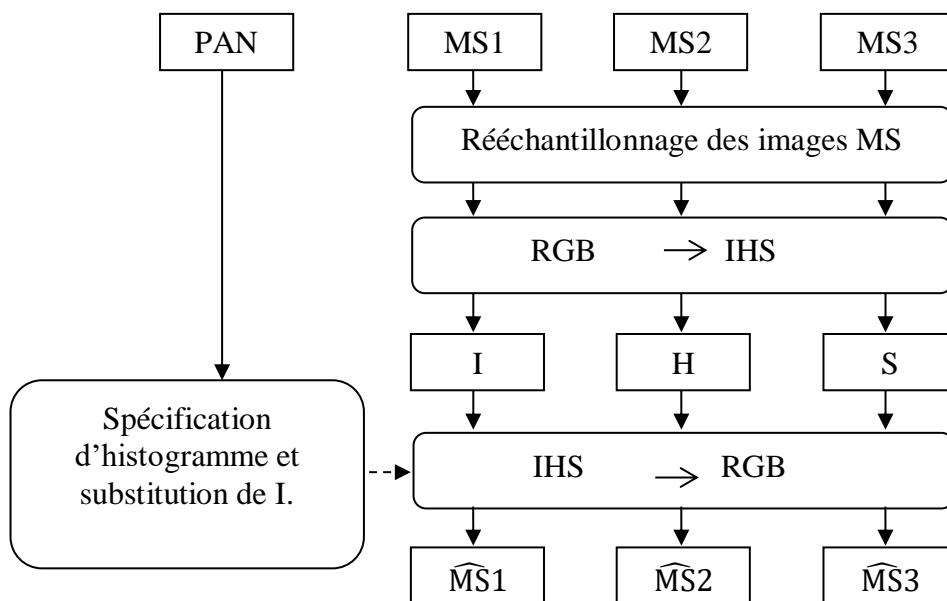 PAN
MS1
MS2
MS3
Rééchantillonnage des images MS
RGB → IHS
I
H
S
Spécification
d’histogramme et
substitution de I.
IHS → RGB
M͡S1
M͡S2
M͡S3